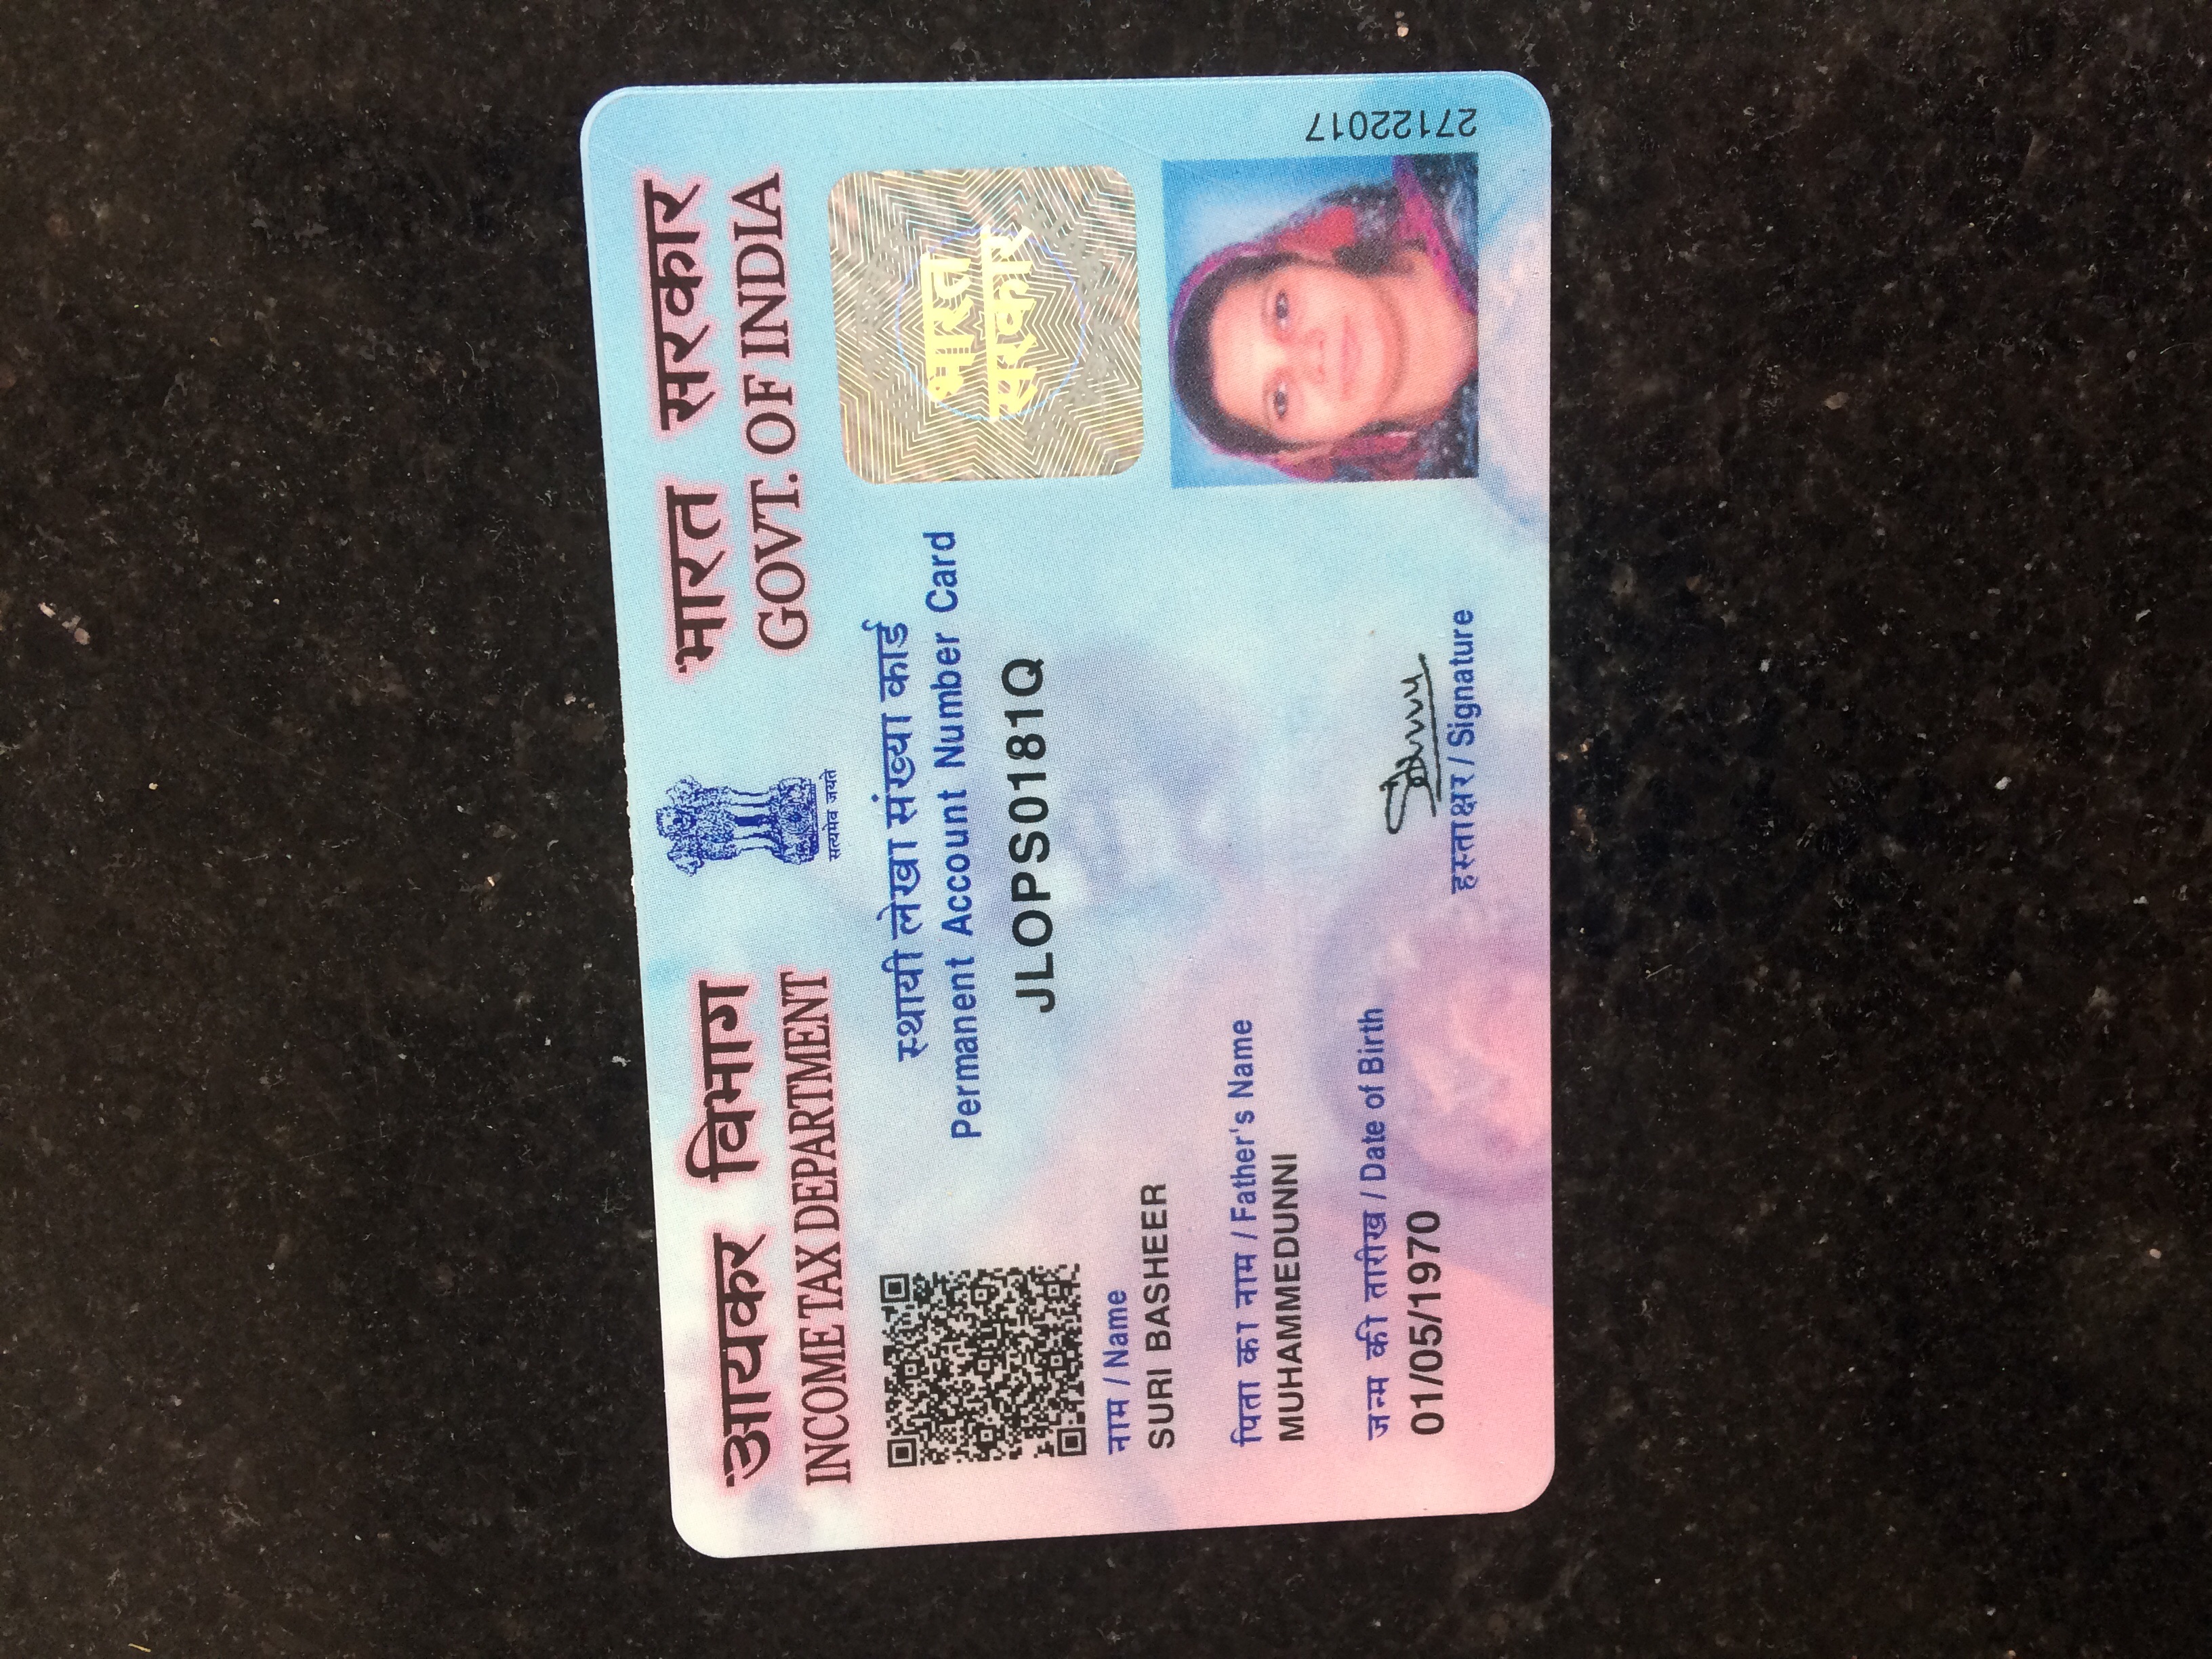 आयकर विभाग
INCOME TAX DEPARTMENT
सत्यमेव जयते
भारत सरकार
GOVT. OF INDIA
स्थायी लेखा संख्या कार्ड
Permanent Account Number Card
JLOPS0181Q
भारत
सरकार
नाम / Name
SURI BASHEER
पिता का नाम / Father's Name
MUHAMMEDUNNI
जन्म की तारीख / Date of Birth
01/05/1970
हस्ताक्षर / Signature
27122017